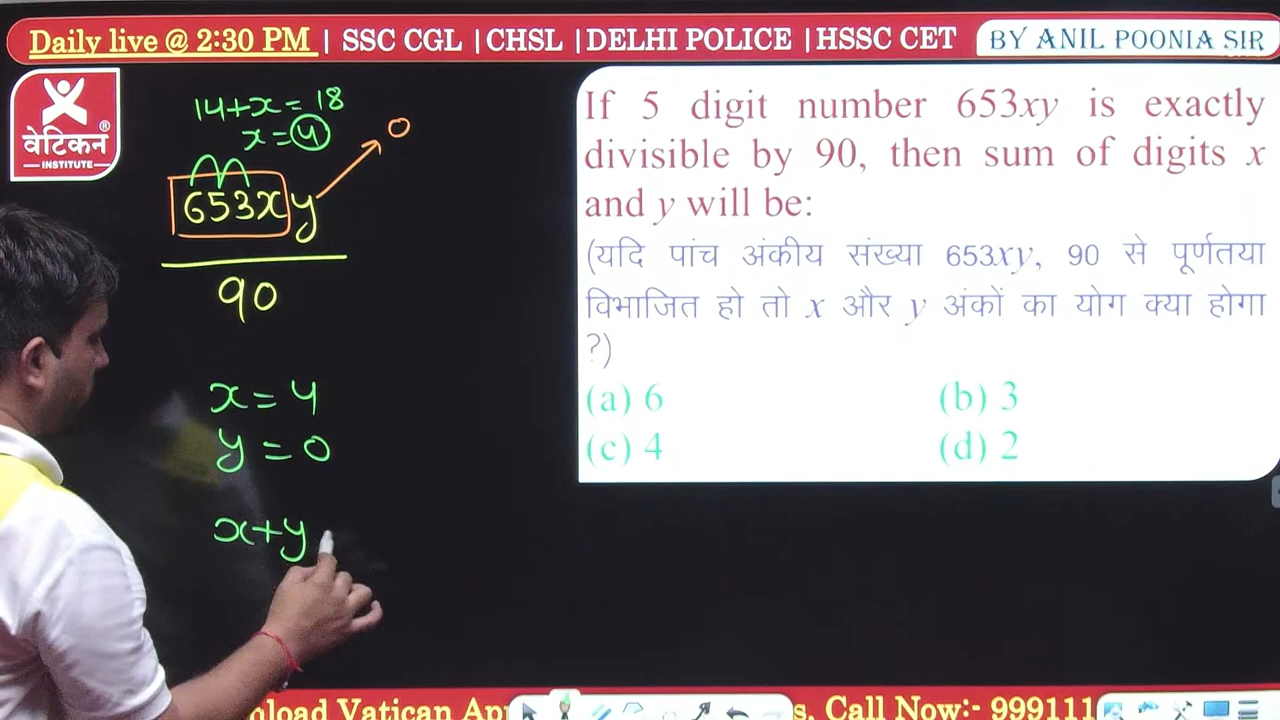 Daily live @ 2:30 PM | SSC CGL |CHSL |DELHI POLICE |HSSC CET
BY ANIL POONIA SIR
वेटिकन®
INSTITUTE
14+x=18
x=4
0
653xy
90
x=4
y=0
x+y
If 5 digit number 653xy is exactly
divisible by 90, then sum of digits x
and y will be:
(यदि पांच अंकीय संख्या 653xy, 90 से पूर्णतया
विभाजित हो तो x और y अंकों का योग क्या होगा
?)
(a) 6 (b) 3
(c) 4 (d) 2
Vatican Call Now:- 999111